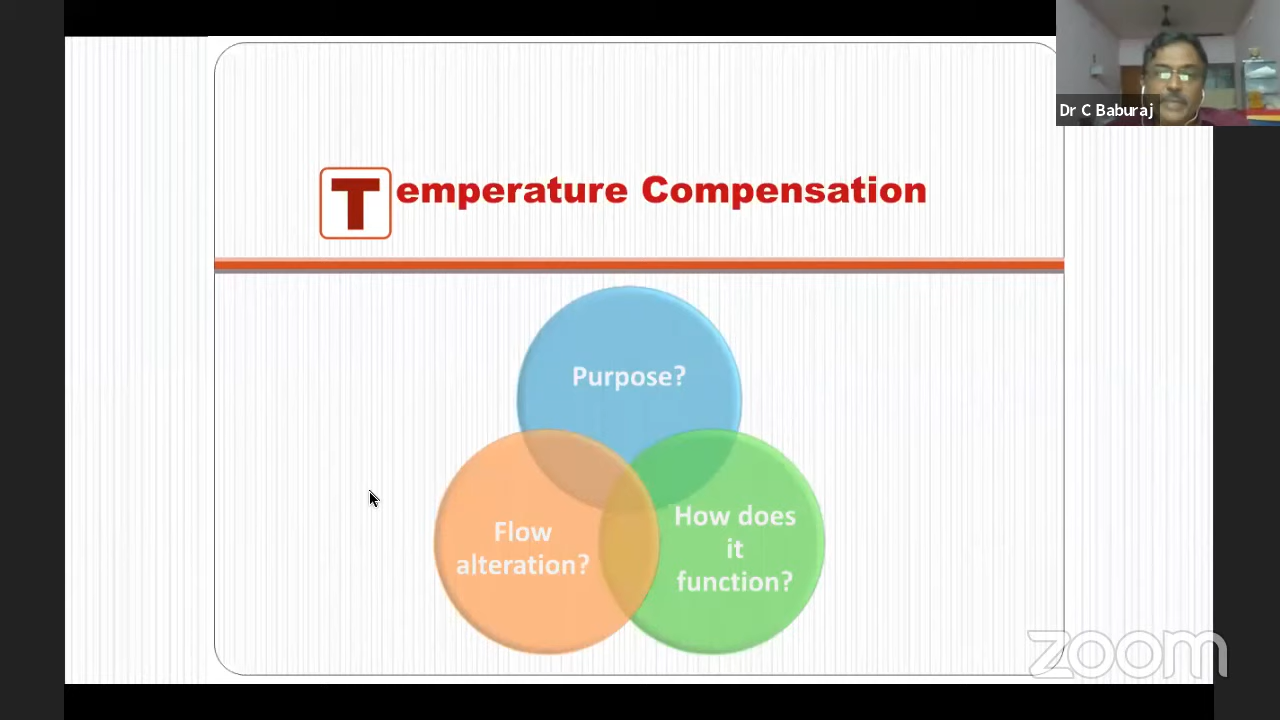 Dr C Baburaj
Temperature Compensation
Purpose?
Flow
alteration?
How does
it
function?
zoom